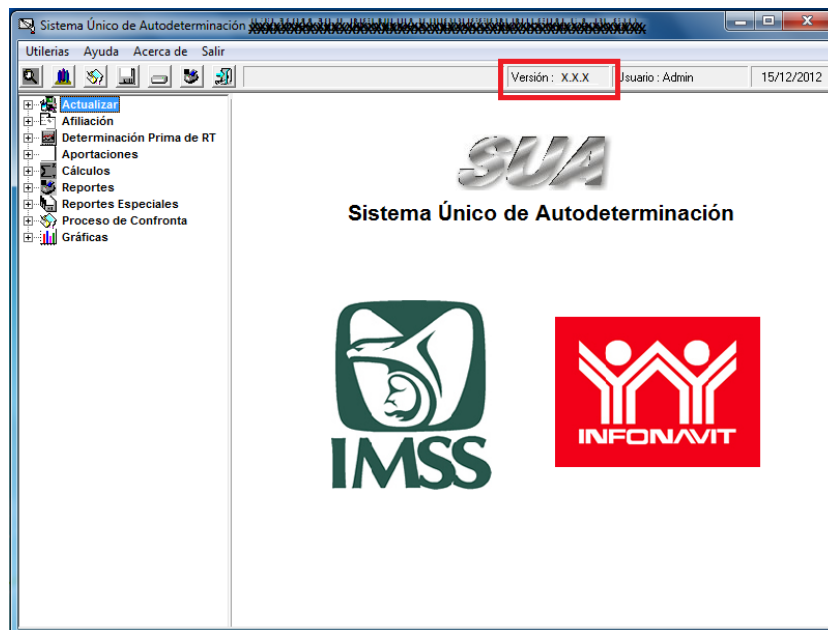 Sistema Único de Autodeterminación
Utilerias Ayuda Acerca de Salir
Versión : X.X.X
Usuario : Admin
15/12/2012
Actualizar
Afiliación
Determinación Prima de RT
Aportaciones
Cálculos
Reportes
Reportes Especiales
Proceso de Confronta
Gráficas
SUA
Sistema Único de Autodeterminación
IMSS
INFONAVIT